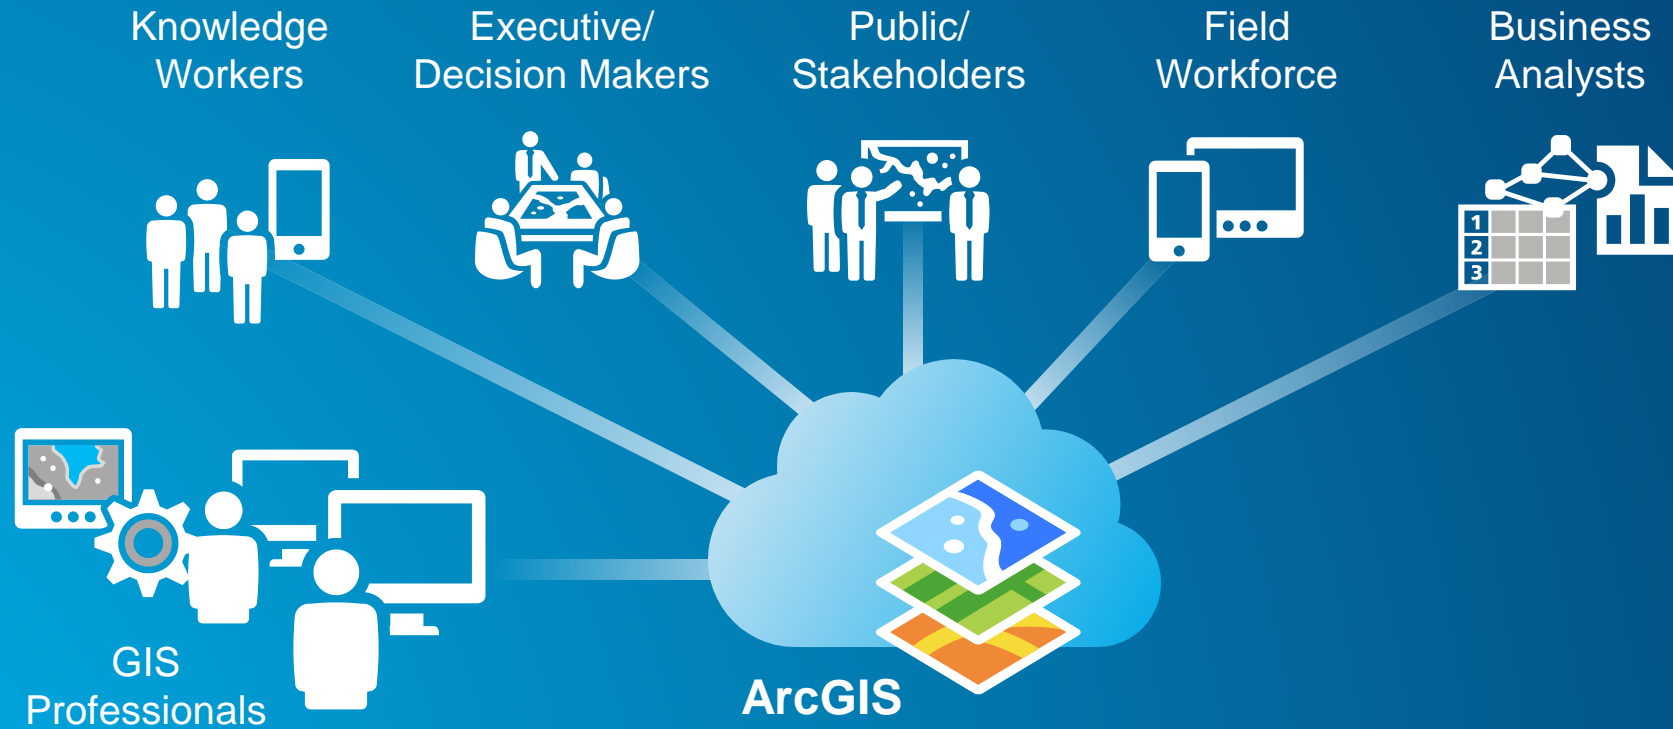 Knowledge
Workers
Executive/
Decision Makers
Public/
Stakeholders
Field
Workforce
Business
Analysts
1
2
3
GIS
Professionals
ArcGIS